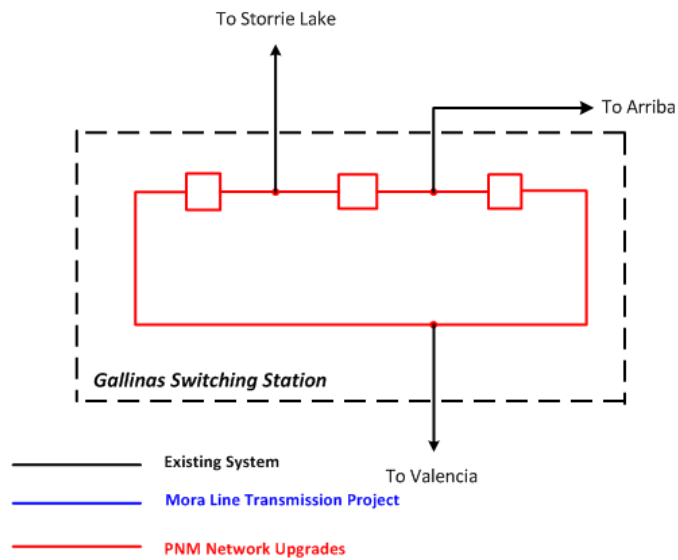 To Storrie Lake
To Arriba
Gallinas Switching Station
To Valencia
Existing System
Mora Line Transmission Project
PNM Network Upgrades